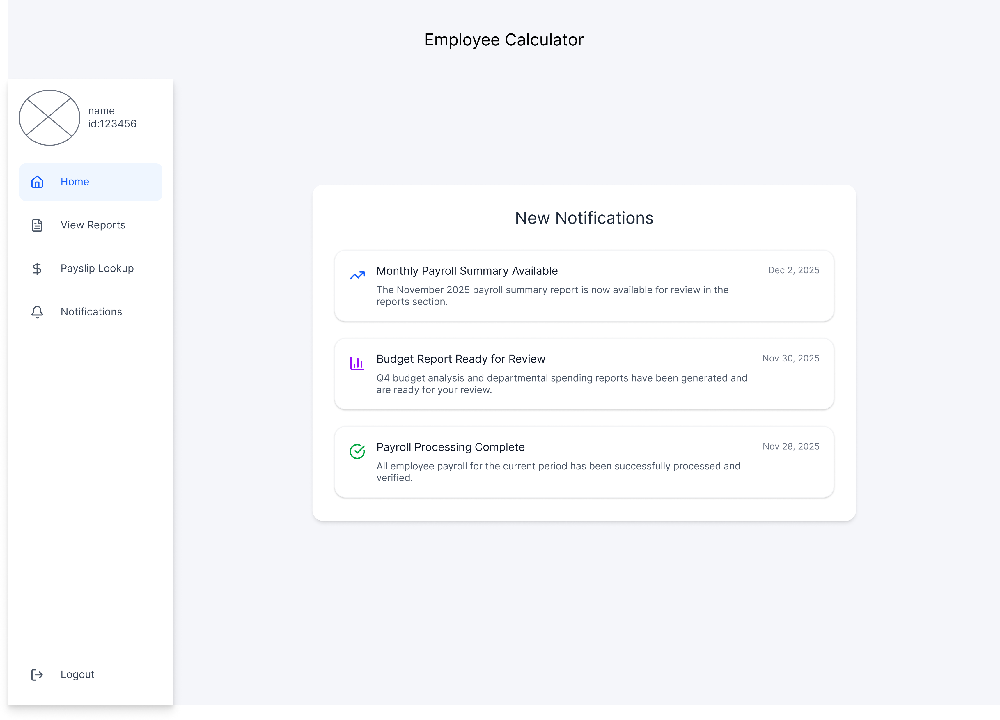 Employee Calculator
name
id:123456
Home
View Reports
Payslip Lookup
Notifications
Logout
New Notifications
Monthly Payroll Summary Available
Dec 2, 2025
The November 2025 payroll summary report is now available for review in the
reports section.
Budget Report Ready for Review
Nov 30, 2025
Q4 budget analysis and departmental spending reports have been generated and
are ready for your review.
Payroll Processing Complete
Nov 28, 2025
All employee payroll for the current period has been successfully processed and
verified.